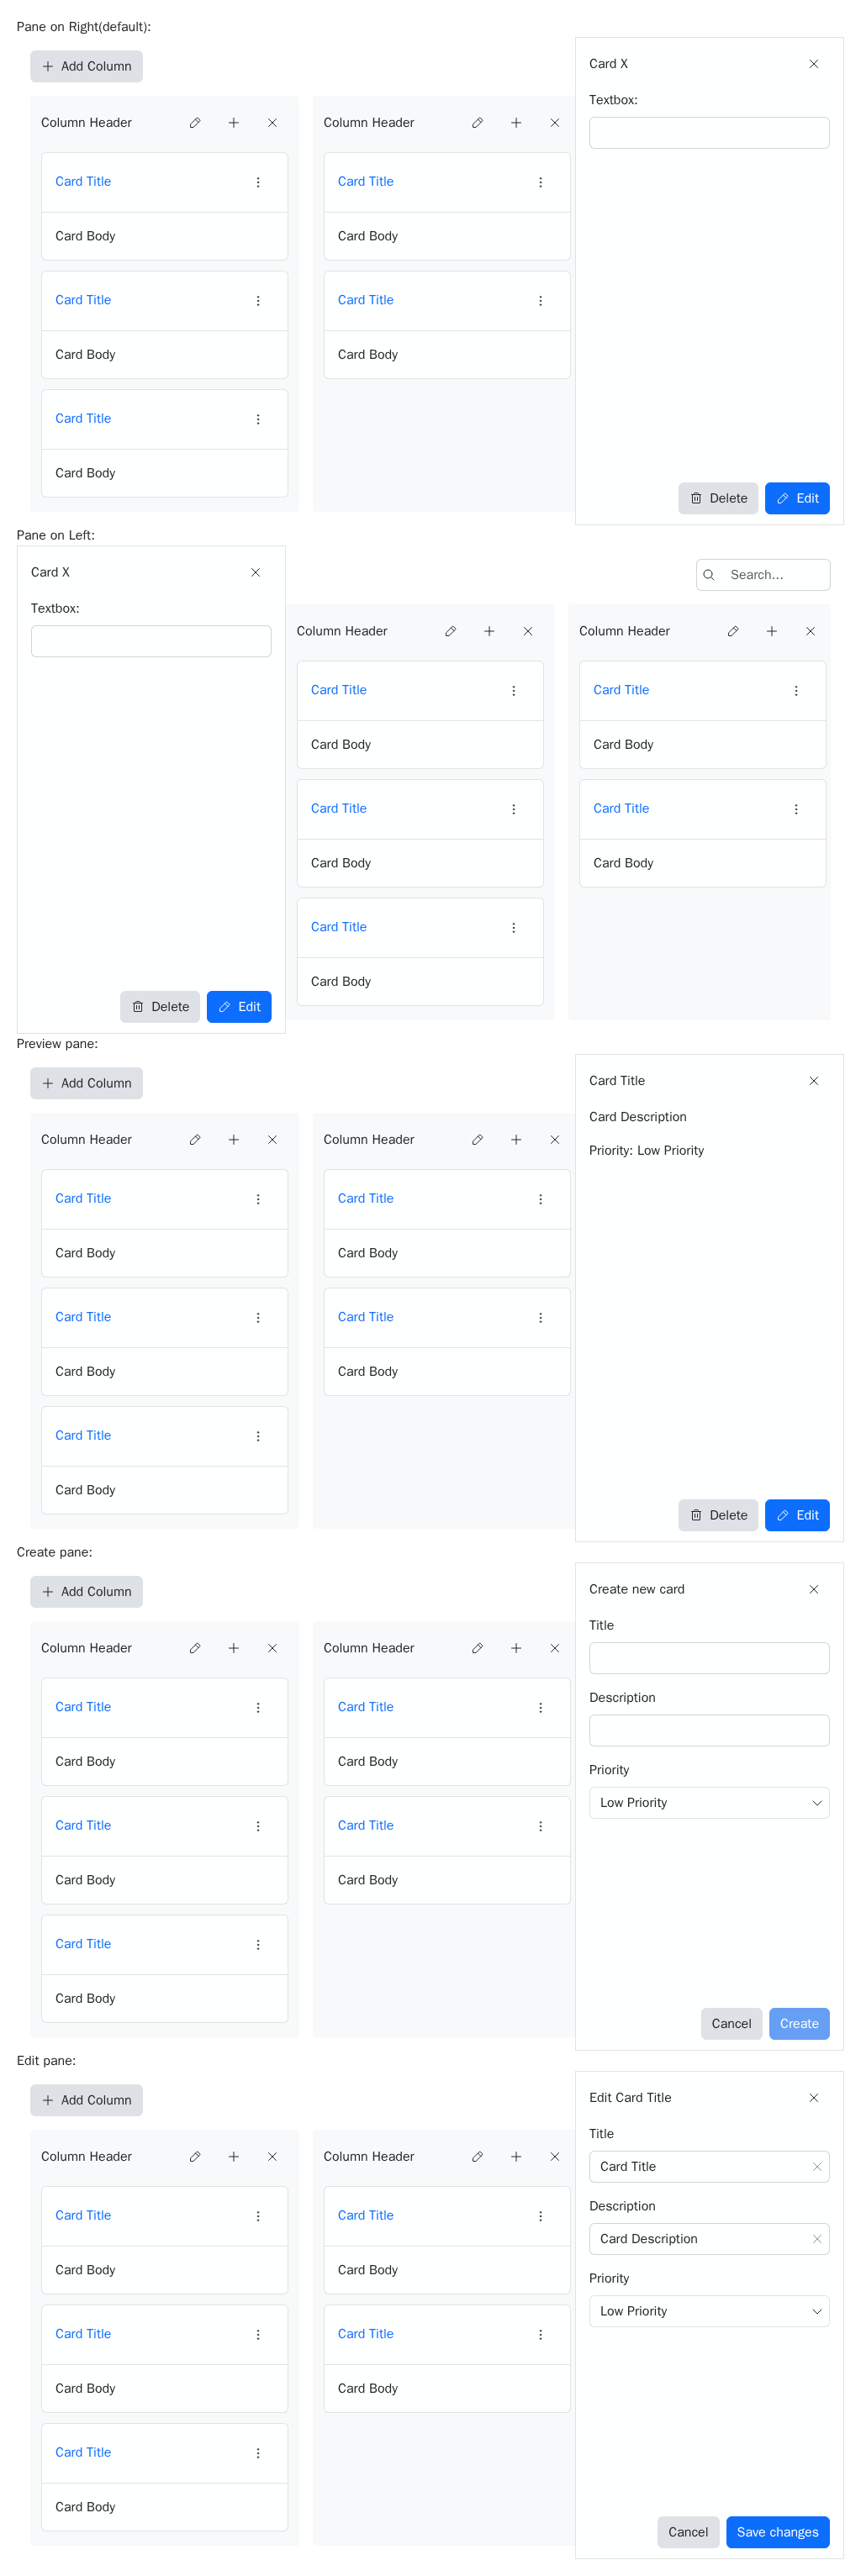 Pane on Right(default):
Add Column
Column Header
Card Title
Card Body
Card Title
Card Body
Card Title
Card Body
Column Header
Card Title
Card Body
Card Title
Card Body
Card X
Textbox:
Delete
Edit
Pane on Left:
Card X
Textbox:
Delete
Edit
Search...
Column Header
Card Title
Card Body
Card Title
Card Body
Card Title
Card Body
Column Header
Card Title
Card Body
Card Title
Card Body
Preview pane:
Add Column
Column Header
Card Title
Card Body
Card Title
Card Body
Card Title
Card Body
Column Header
Card Title
Card Body
Card Title
Card Body
Card Title
Card Description
Priority: Low Priority
Delete
Edit
Create pane:
Add Column
Column Header
Card Title
Card Body
Card Title
Card Body
Card Title
Card Body
Column Header
Card Title
Card Body
Card Title
Card Body
Create new card
Title
Description
Priority
Low Priority
Cancel
Create
Edit pane:
Add Column
Column Header
Card Title
Card Body
Card Title
Card Body
Card Title
Card Body
Column Header
Card Title
Card Body
Card Title
Card Body
Edit Card Title
Title
Card Title
Description
Card Description
Priority
Low Priority
Cancel
Save changes